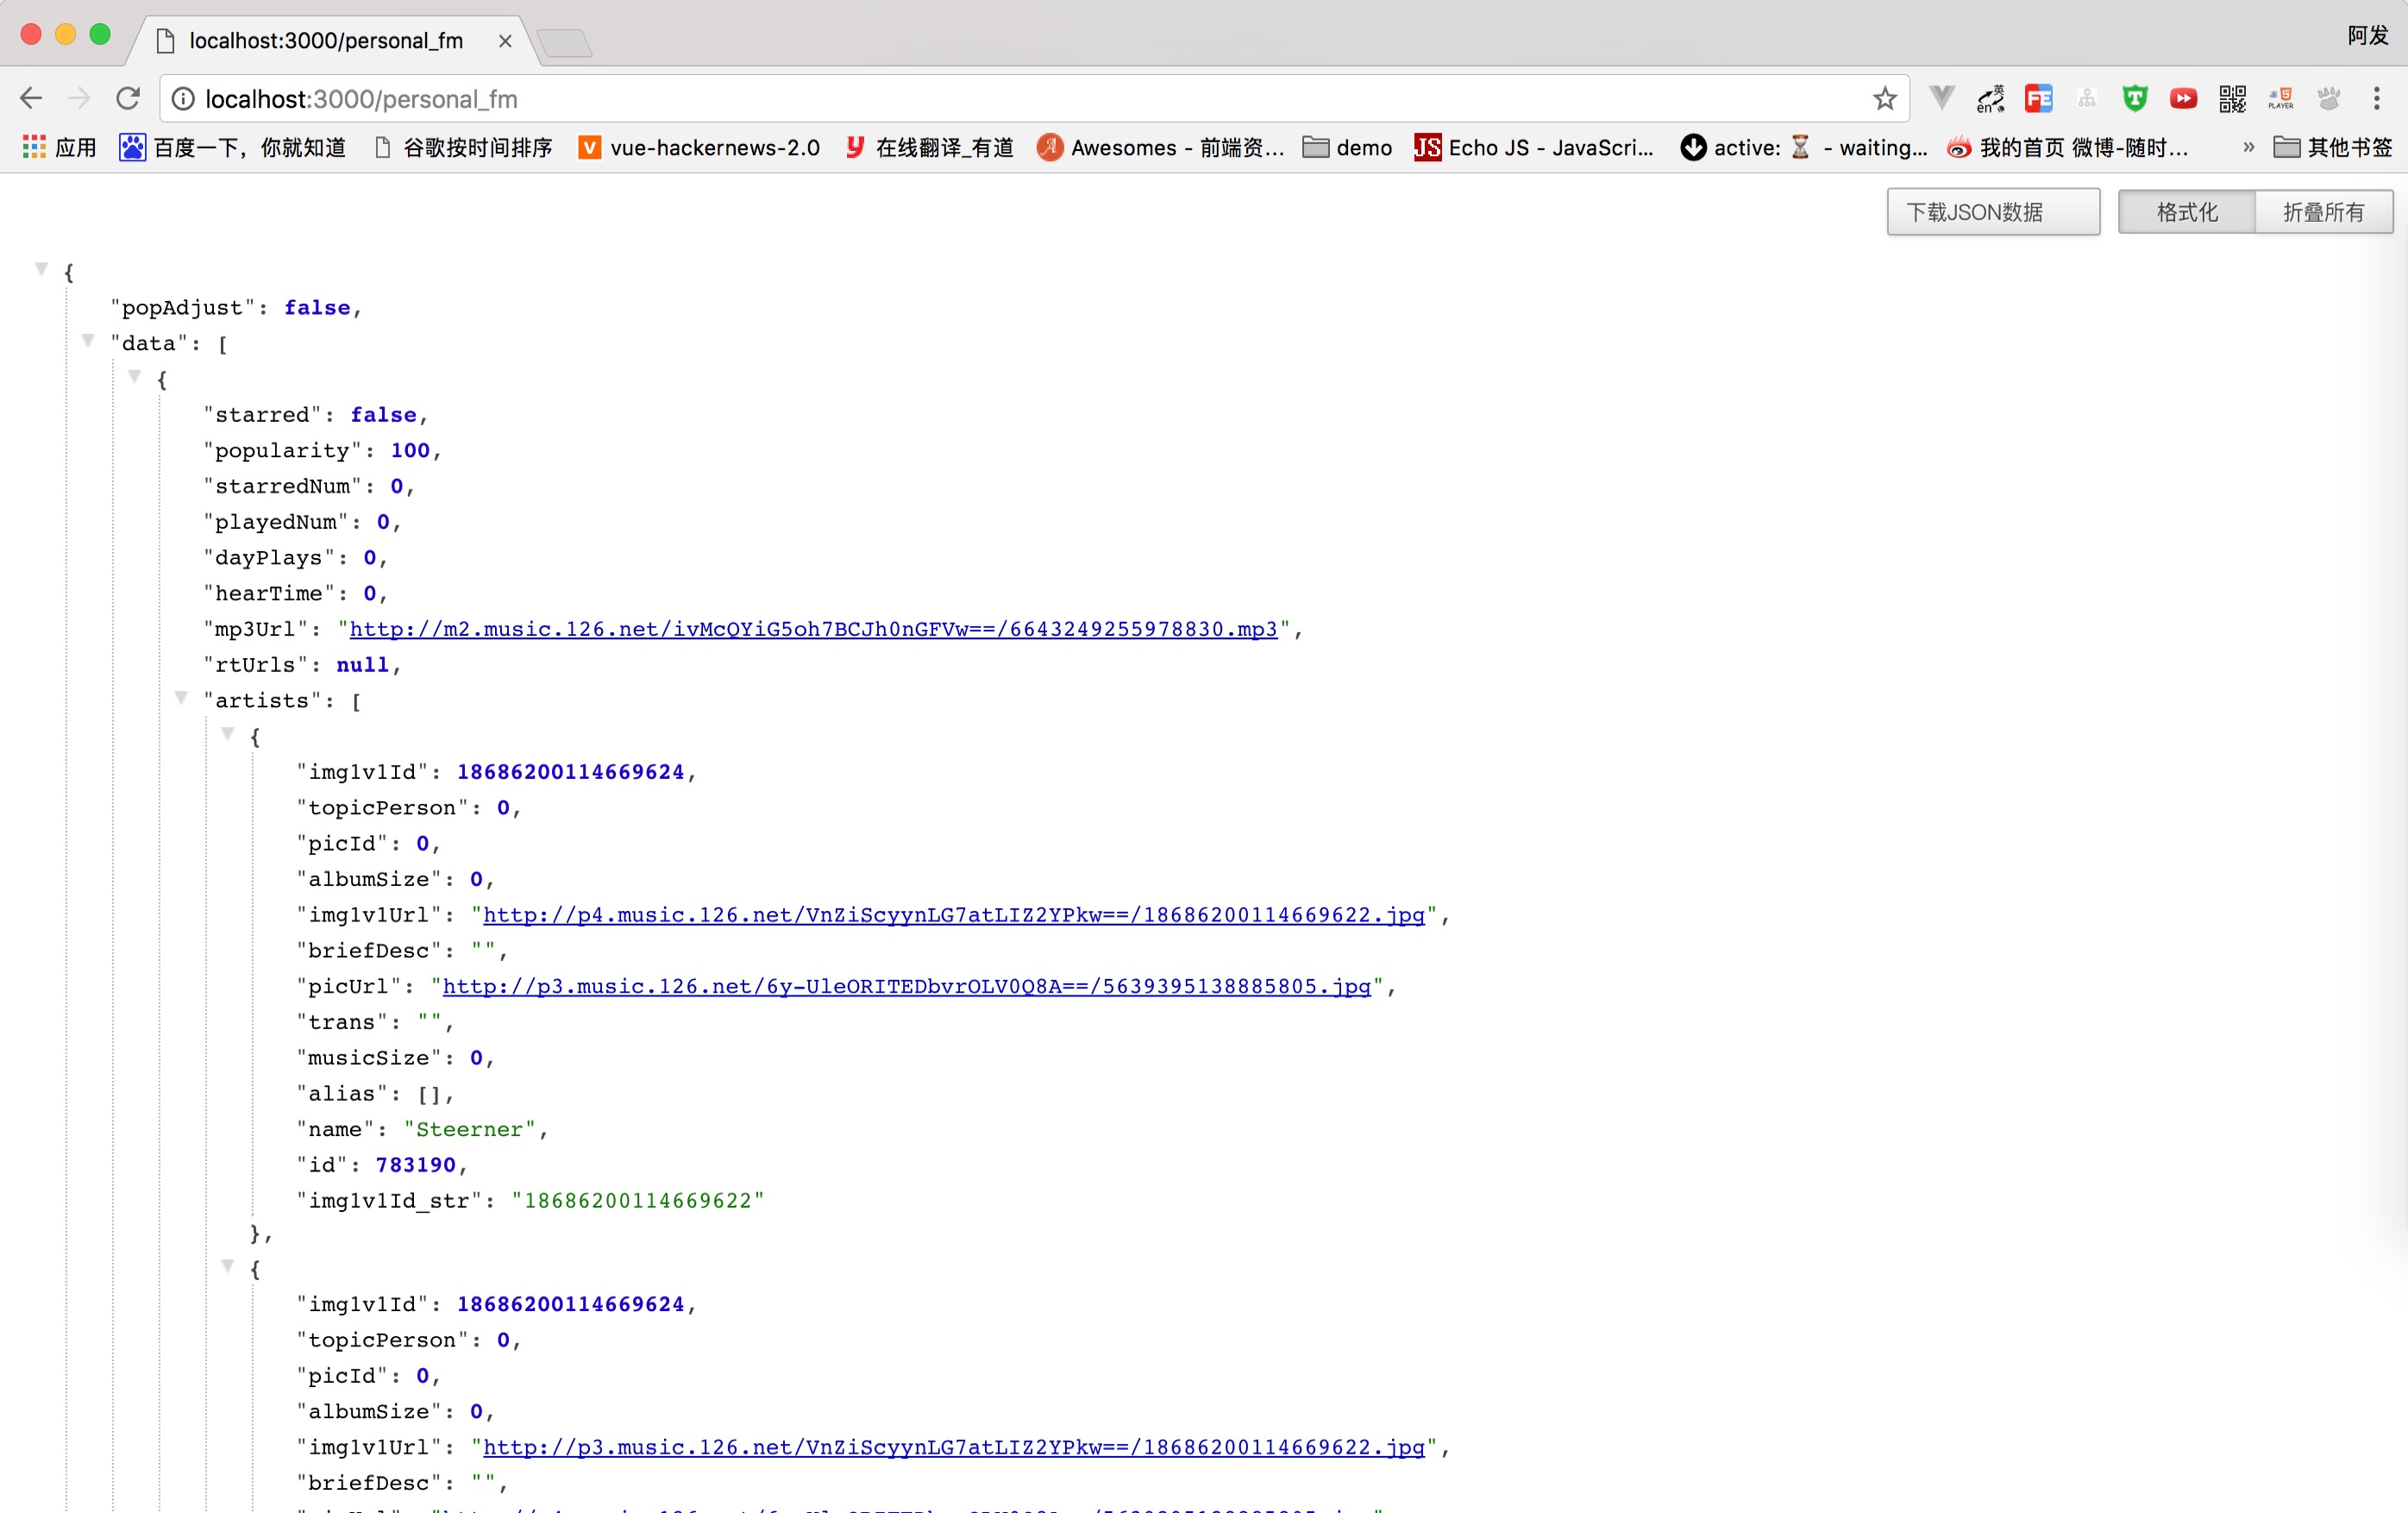 localhost:3000/personal_fm
阿发
localhost:3000/personal_fm
应用 百度一下，你就知道 谷歌按时间排序 vue-hackernews-2.0 在线翻译_有道 Awesomes - 前端资... demo Echo JS - JavaScri... active: ⏳ - waiting... 我的首页 微博-随时... » 其他书签
下载JSON数据 格式化 折叠所有
{
"popAdjust": false,
"data": [
{
"starred": false,
"popularity": 100,
"starredNum": 0,
"playedNum": 0,
"dayPlays": 0,
"hearTime": 0,
"mp3Url": "http://m2.music.126.net/ivMcQYiG5oh7BCJh0nGFVw==/6643249255978830.mp3",
"rtUrls": null,
"artists": [
{
"img1v1Id": 18686200114669624,
"topicPerson": 0,
"picId": 0,
"albumSize": 0,
"img1v1Url": "http://p4.music.126.net/VnZiScyynLG7atLIZ2YPkw==/18686200114669622.jpg",
"briefDesc": "",
"picUrl": "http://p3.music.126.net/6y-UleORITEDbvrOLV0Q8A==/5639395138885805.jpg",
"trans": "",
"musicSize": 0,
"alias": [],
"name": "Steerner",
"id": 783190,
"img1v1Id_str": "18686200114669622"
},
{
"img1v1Id": 18686200114669624,
"topicPerson": 0,
"picId": 0,
"albumSize": 0,
"img1v1Url": "http://p3.music.126.net/VnZiScyynLG7atLIZ2YPkw==/18686200114669622.jpg",
"briefDesc": "",